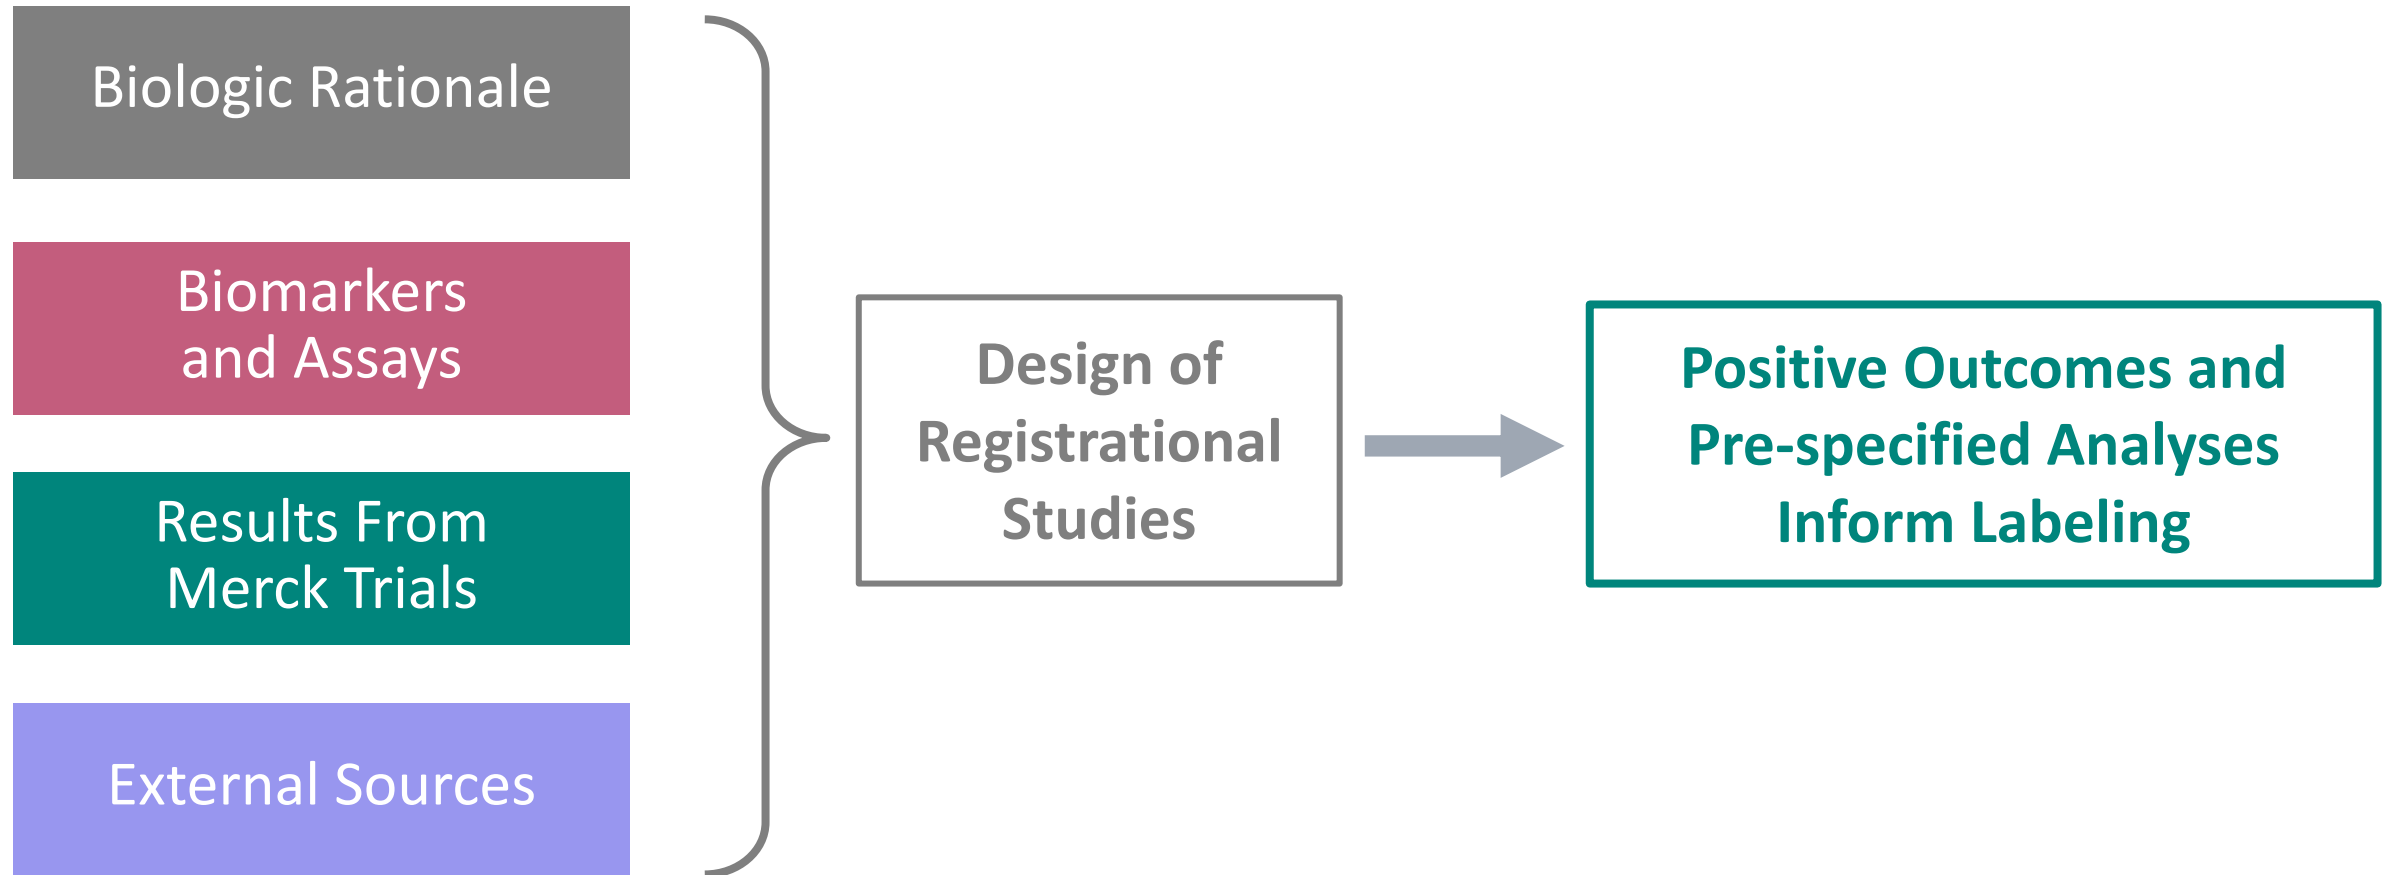 Biologic Rationale
Biomarkers
and Assays
Results From
Merck Trials
External Sources
Design of
Registrational
Studies
Positive Outcomes and
Pre-specified Analyses
Inform Labeling